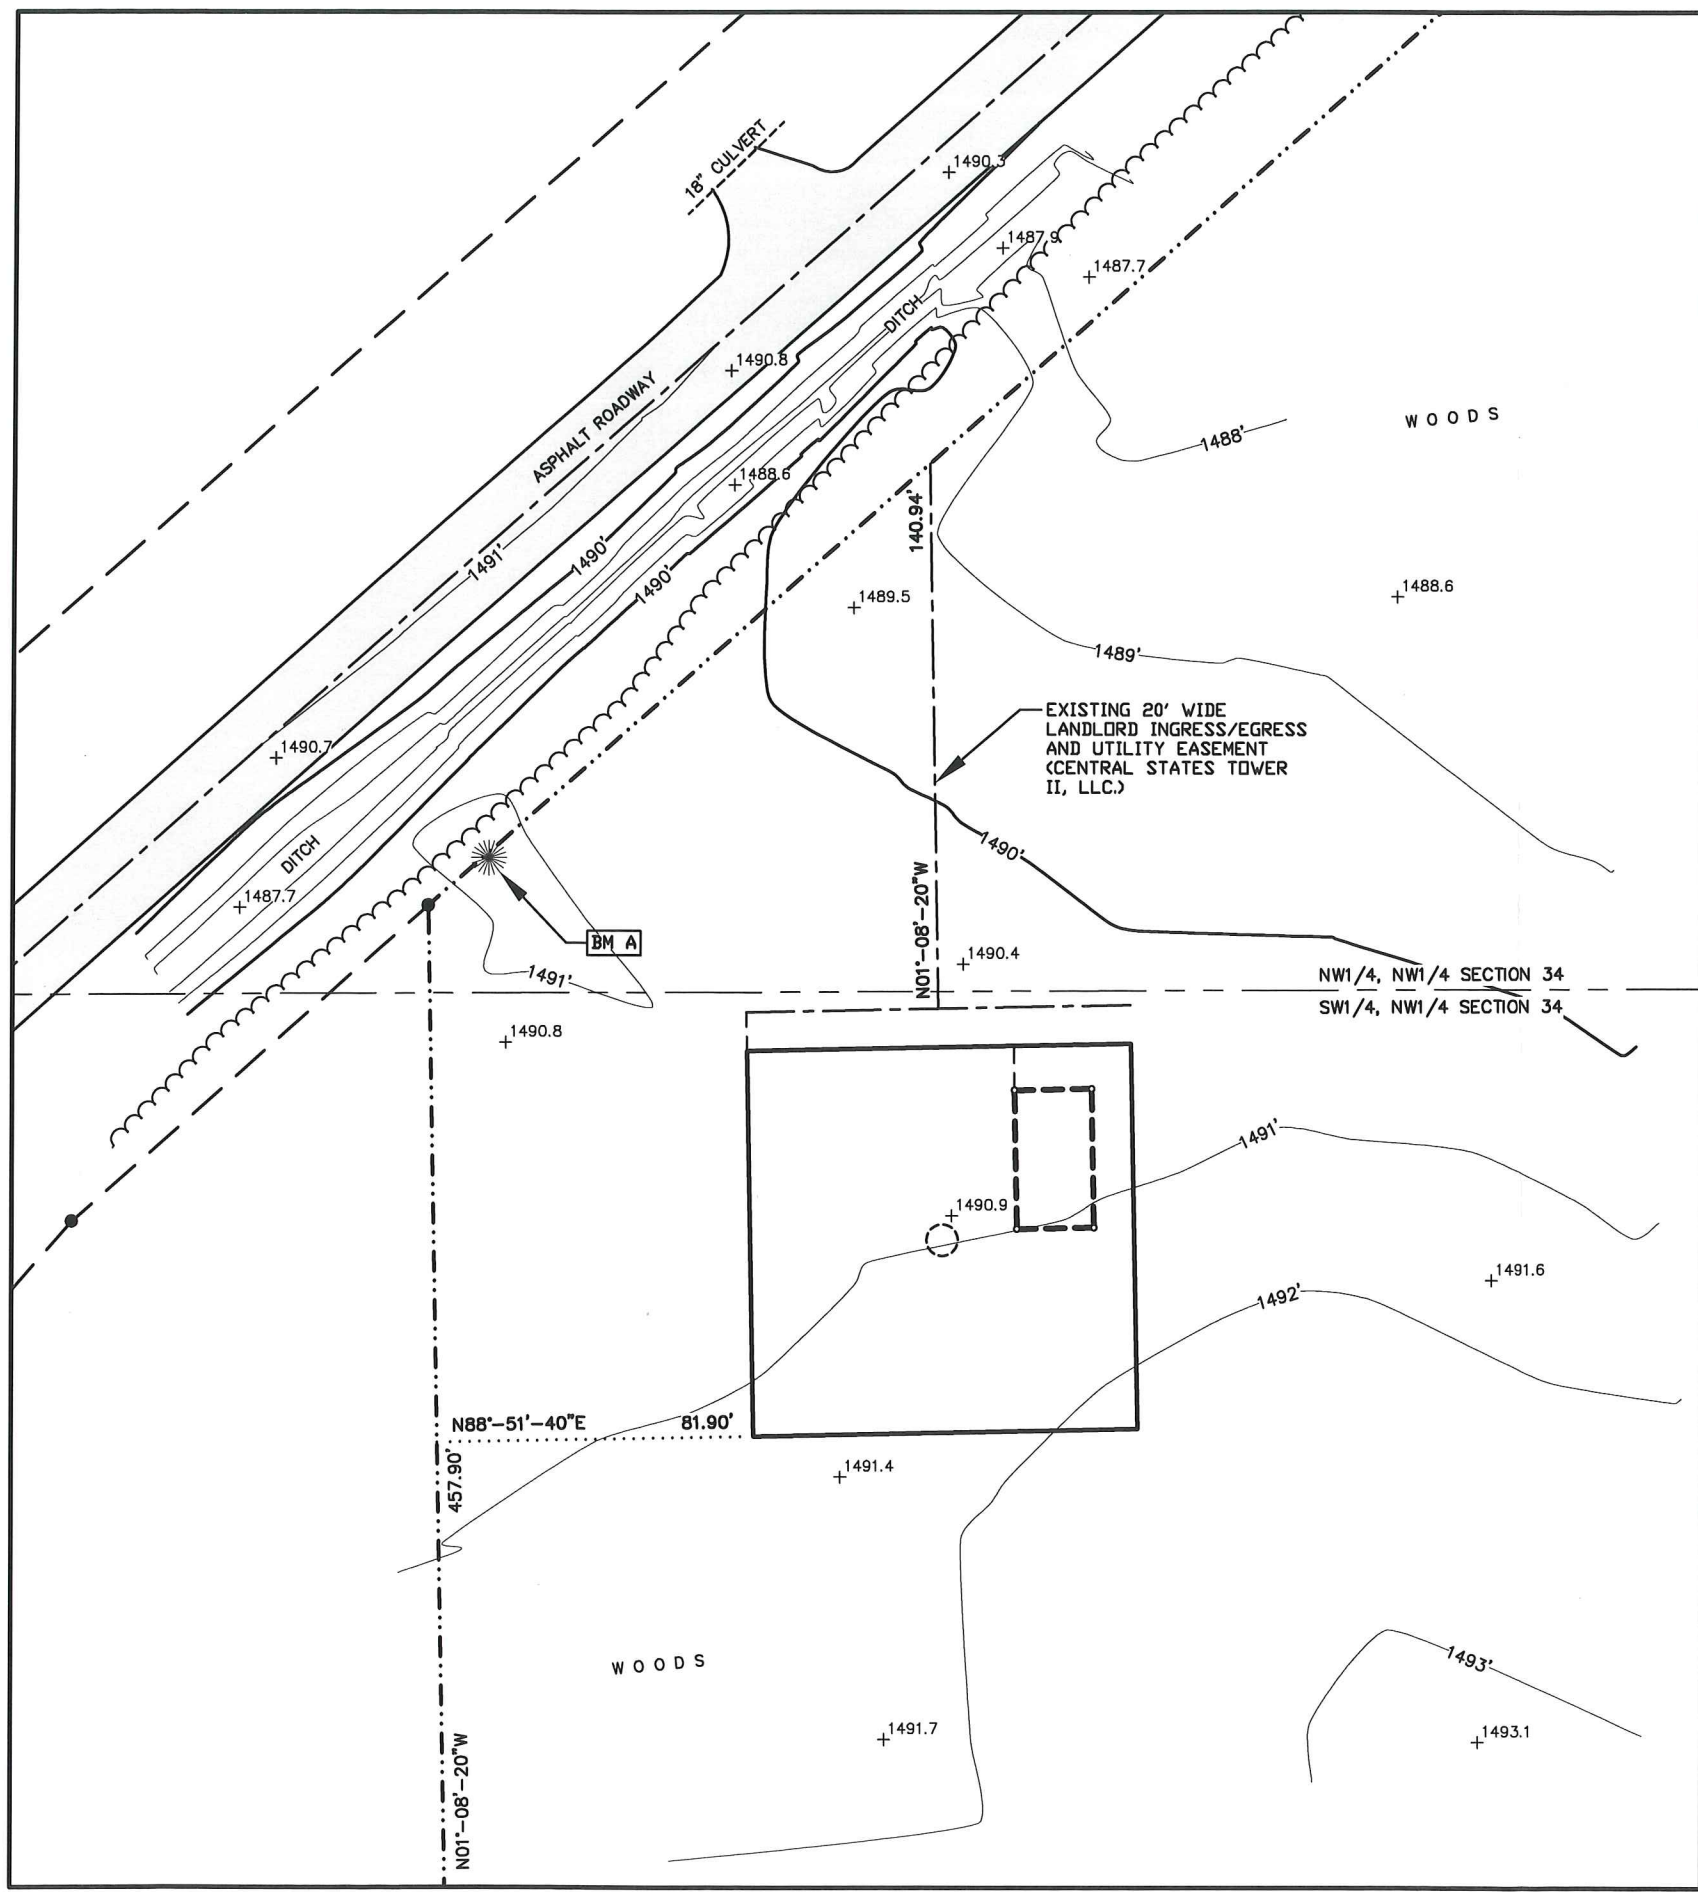 18" CULVERT
1490.3
1487.9
1487.7
DITCH
1490.8
ASPHALT ROADWAY
WOODS
1488'
1488.6
140.94'
1491'
1490'
1490'
1489.5
1488.6
1489'
EXISTING 20' WIDE
LANDLORD INGRESS/EGRESS
AND UTILITY EASEMENT
(CENTRAL STATES TOWER
II, LLC.)
1490.7
DITCH
1487.7
1490'
N01°-08'-20"W
BM A
1491'
1490.4
NW1/4, NW1/4 SECTION 34
SW1/4, NW1/4 SECTION 34
1490.8
1491'
1490.9
1491.6
1492'
N88°-51'-40"E 81.90'
457.90'
1491.4
WOODS
1493'
1491.7
1493.1
N01°-08'-20"W